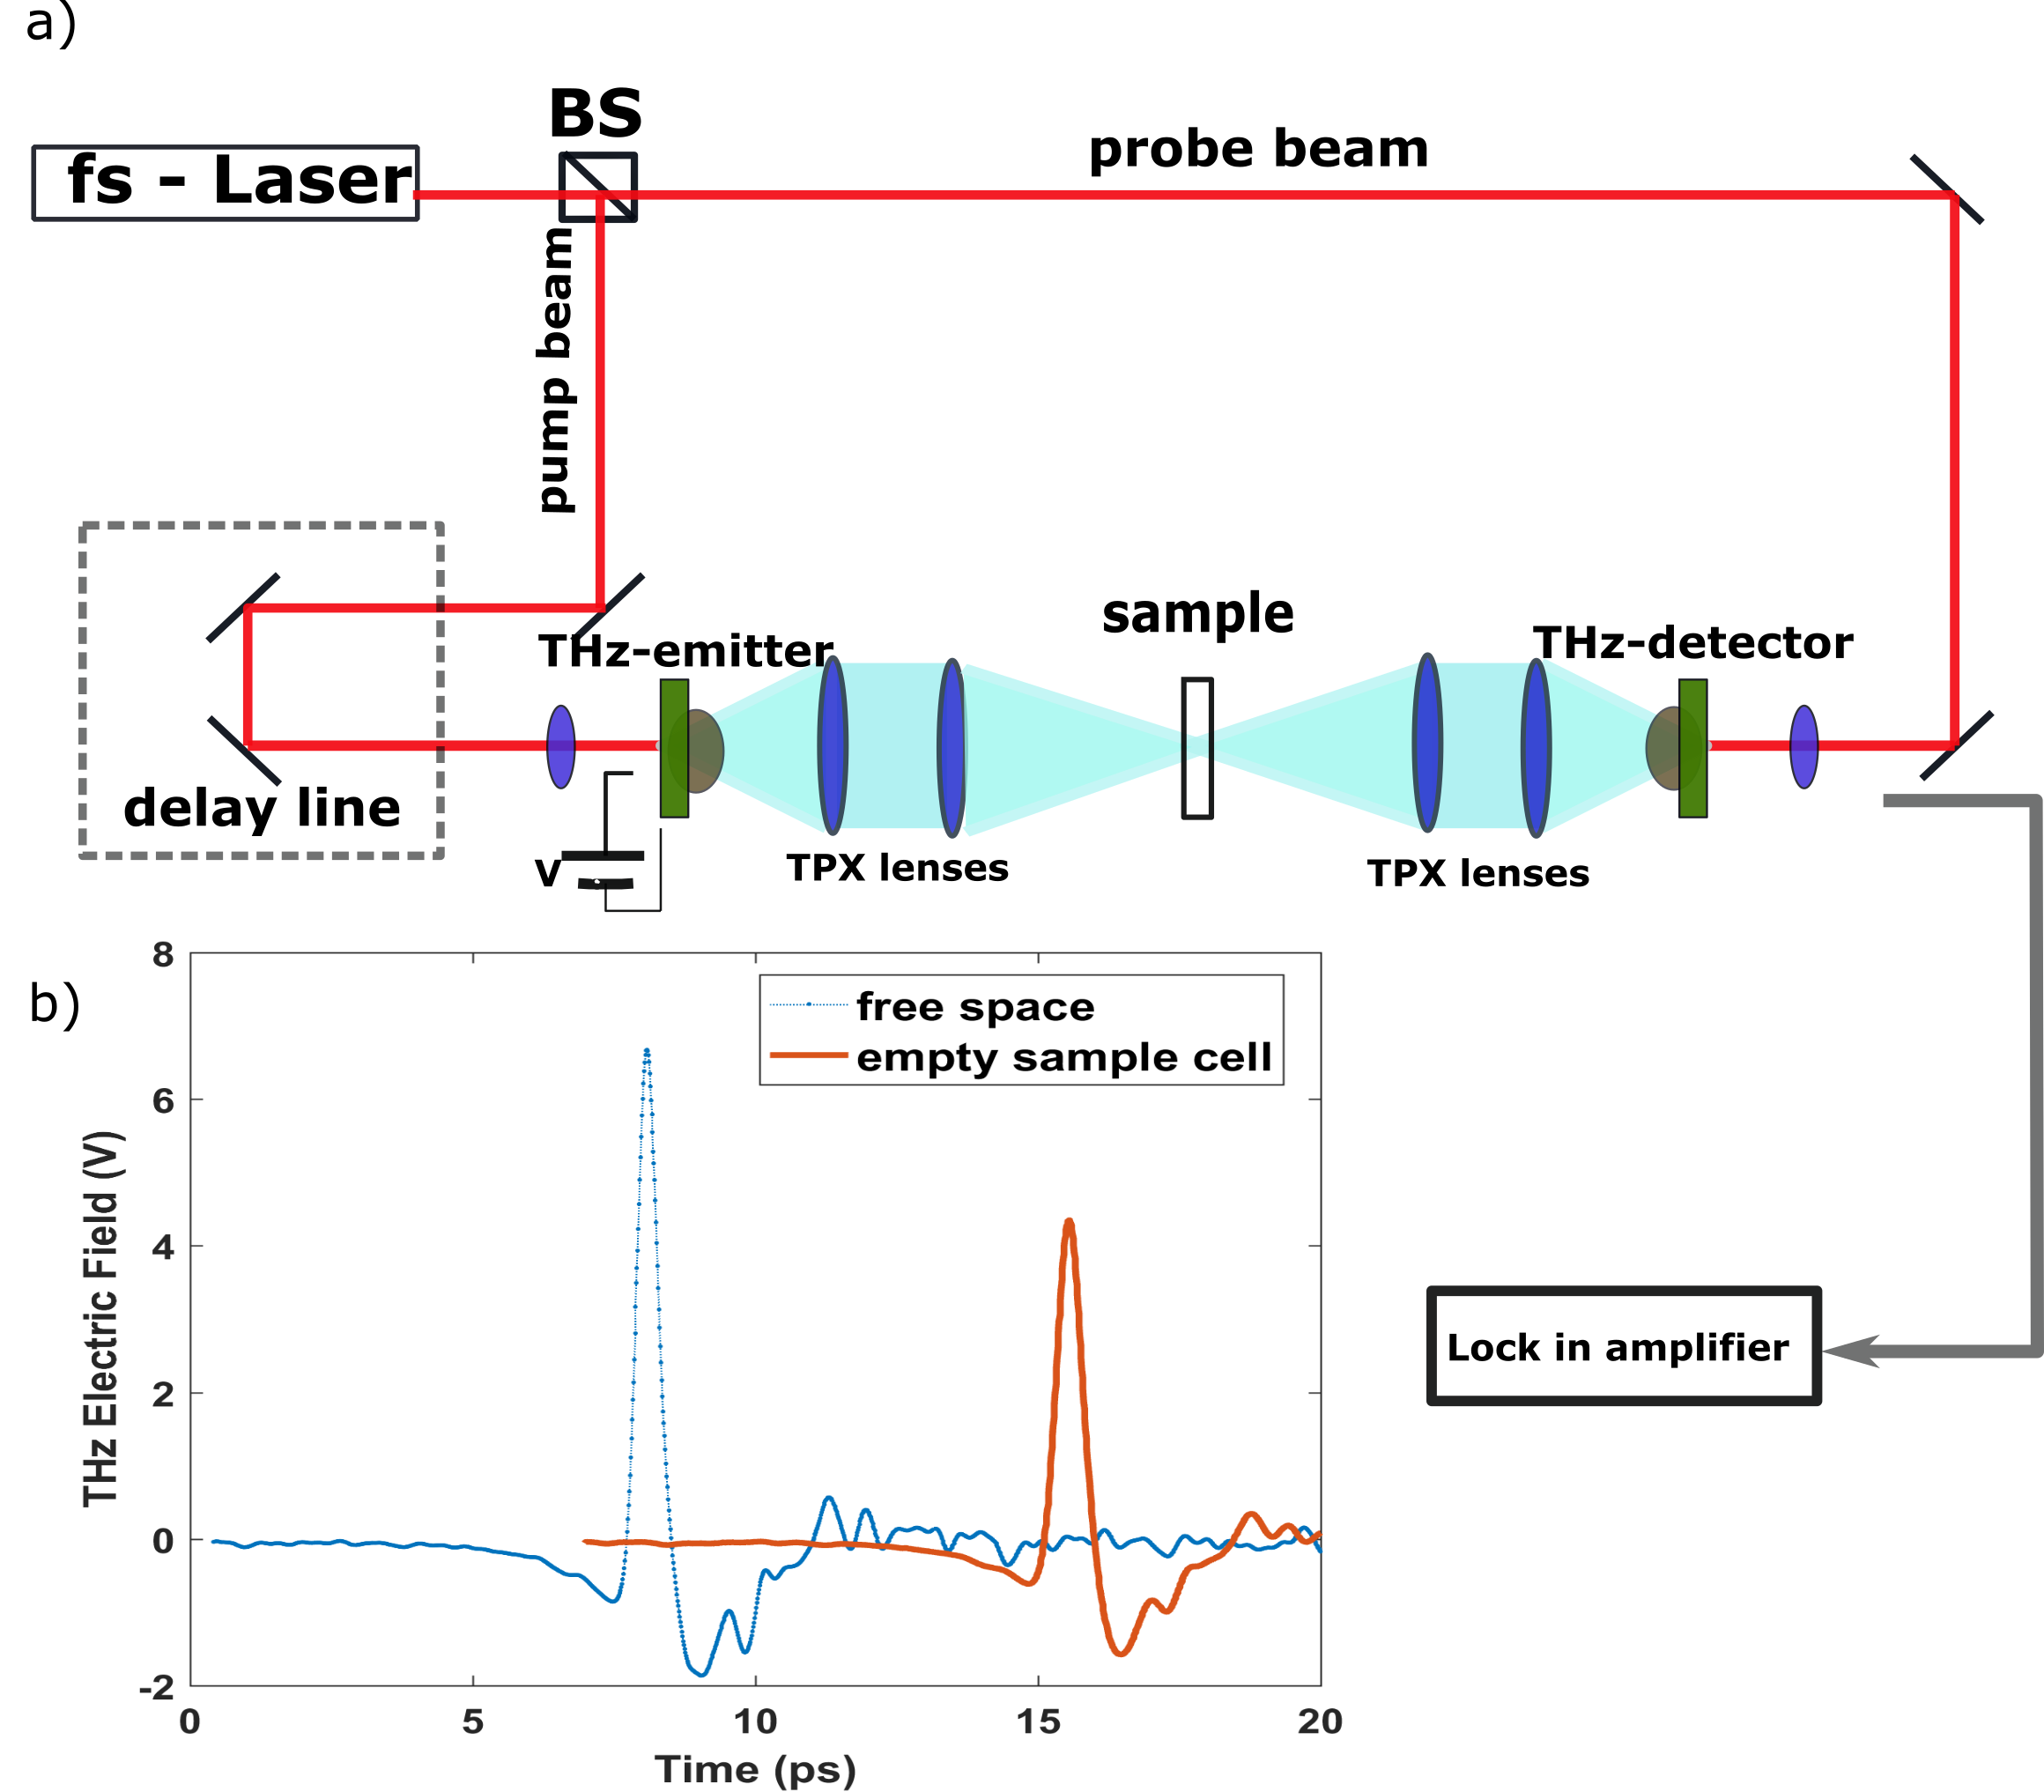 a)
BS
fs - Laser
probe beam
pump beam
sample
THz-emitter
THz-detector
delay line
V
TPX lenses
TPX lenses
b)
8
6
4
2
0
-2
THz Electric Field (V)
free space
empty sample cell
Lock in amplifier
0
5
10
15
20
Time (ps)